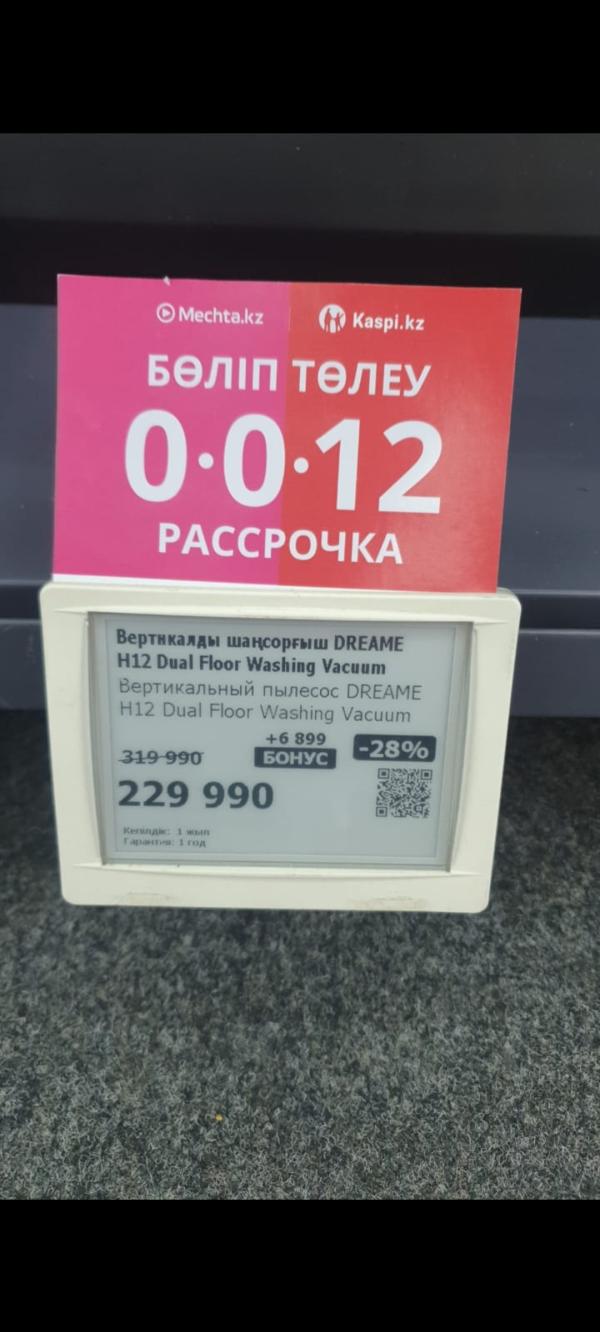 Mechta.kz
Kaspi.kz
БӨЛІП ТӨЛЕУ
0·0·12
РАССРОЧКА
Вертикалды шаңсорғыш DREAME
H12 Dual Floor Washing Vacuum
Вертикальный пылесос DREAME
H12 Dual Floor Washing Vacuum
319 990
+6 899
БОНУС
-28%
229 990
Кепілдік: 1 жыл
Гарантия: 1 год